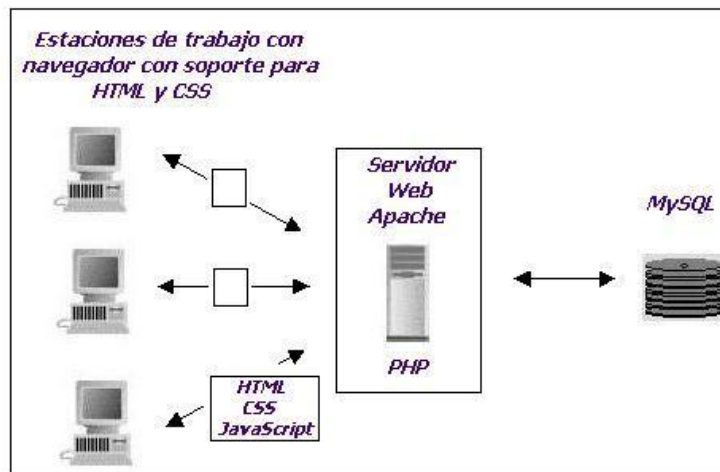 Estaciones de trabajo con
navegador con soporte para
HTML y CSS
Servidor
Web
Apache
PHP
MySQL
HTML
CSS
JavaScript